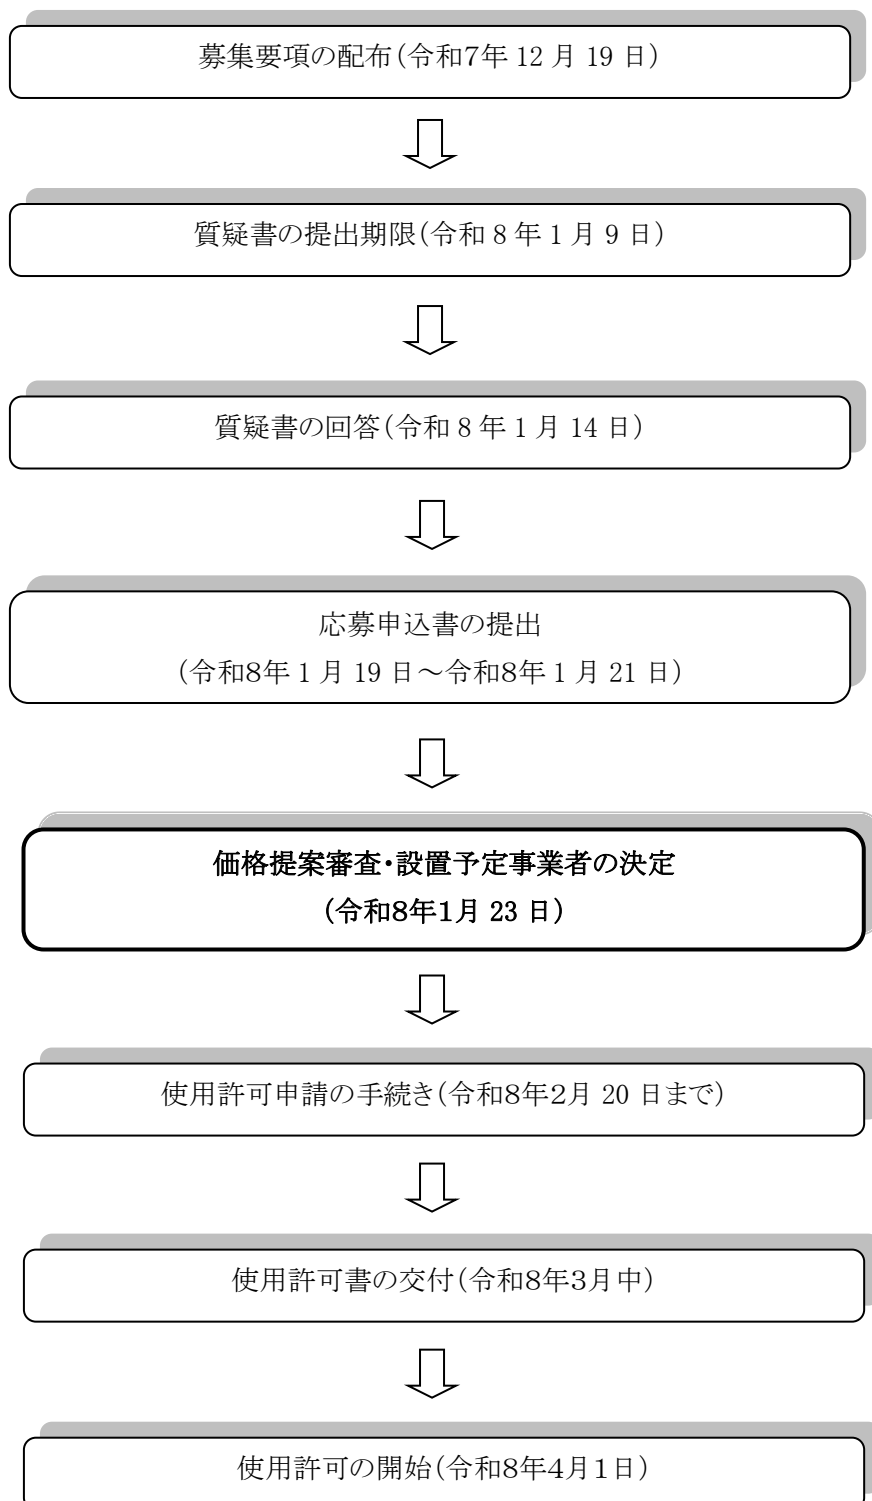 募集要項の配布（令和７年 12 月 19 日）
質疑書の提出期限（令和 8 年 1 月 9 日）
質疑書の回答（令和 8 年 1 月 14 日）
応募申込書の提出
（令和８年 1 月 19 日～令和８年 1 月 21 日）
価格提案審査・設置予定事業者の決定
（令和８年１月 23 日）
使用許可申請の手続き（令和８年２月 20 日まで）
使用許可書の交付（令和８年３月中）
使用許可の開始（令和８年４月１日）